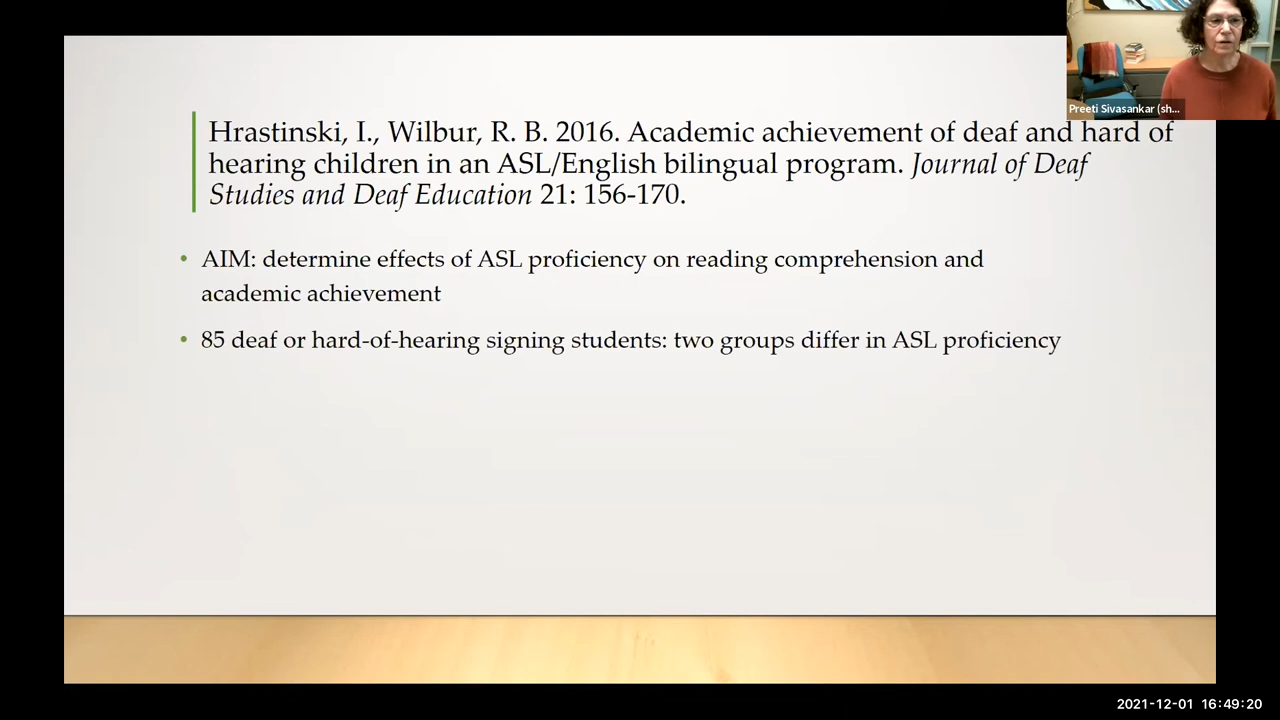 Preeti Sivasankar (sh...
Hrastinski, I., Wilbur, R. B. 2016. Academic achievement of deaf and hard of
hearing children in an ASL/English bilingual program. Journal of Deaf
Studies and Deaf Education 21: 156-170.
• AIM: determine effects of ASL proficiency on reading comprehension and
academic achievement
• 85 deaf or hard-of-hearing signing students: two groups differ in ASL proficiency
2021-12-01 16:49:20